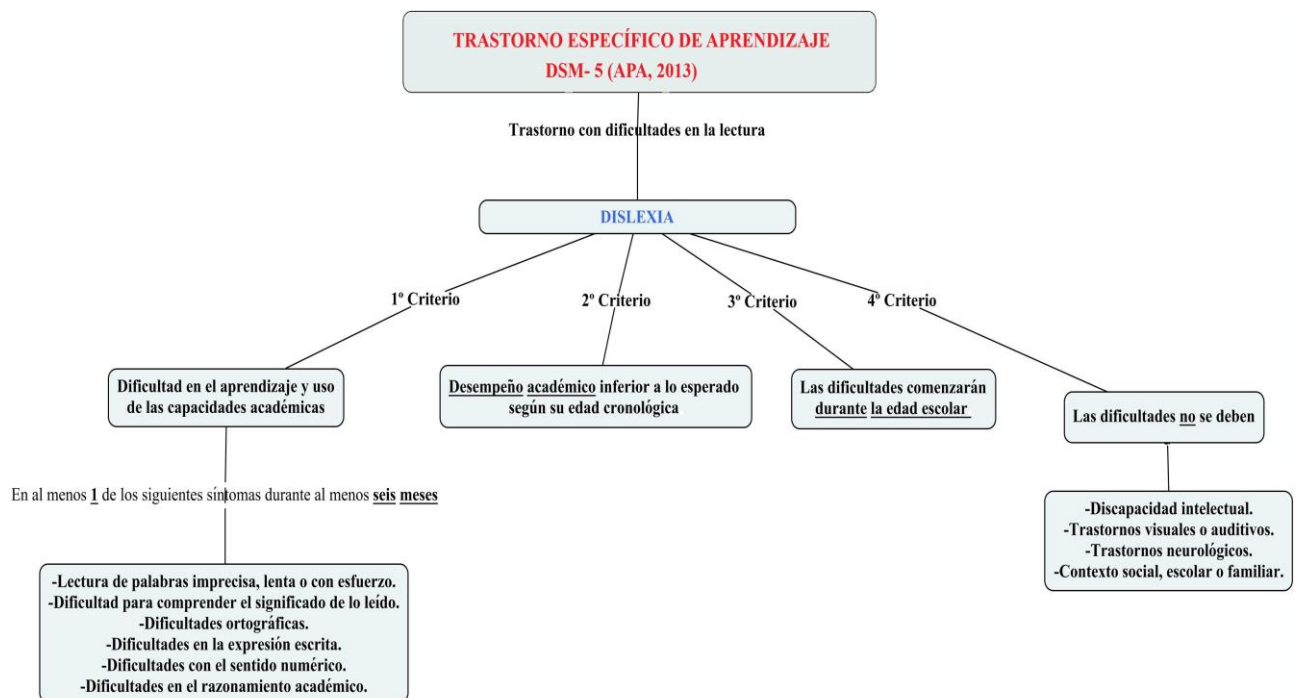 TRASTORNO ESPECÍFICO DE APRENDIZAJE
DSM- 5 (APA, 2013)
Trastorno con dificultades en la lectura
DISLEXIA
1º Criterio
2º Criterio
3º Criterio
4º Criterio
Dificultad en el aprendizaje y uso
de las capacidades académicas
Desempeño académico inferior a lo esperado
según su edad cronológica
Las dificultades comenzarán
durante la edad escolar
Las dificultades no se deben
En al menos 1 de los siguientes síntomas durante al menos seis meses
-Lectura de palabras imprecisa, lenta o con esfuerzo.
-Dificultad para comprender el significado de lo leído.
-Dificultades ortográficas.
-Dificultades en la expresión escrita.
-Dificultades con el sentido numérico.
-Dificultades en el razonamiento académico.
-Discapacidad intelectual.
-Trastornos visuales o auditivos.
-Trastornos neurológicos.
-Contexto social, escolar o familiar.